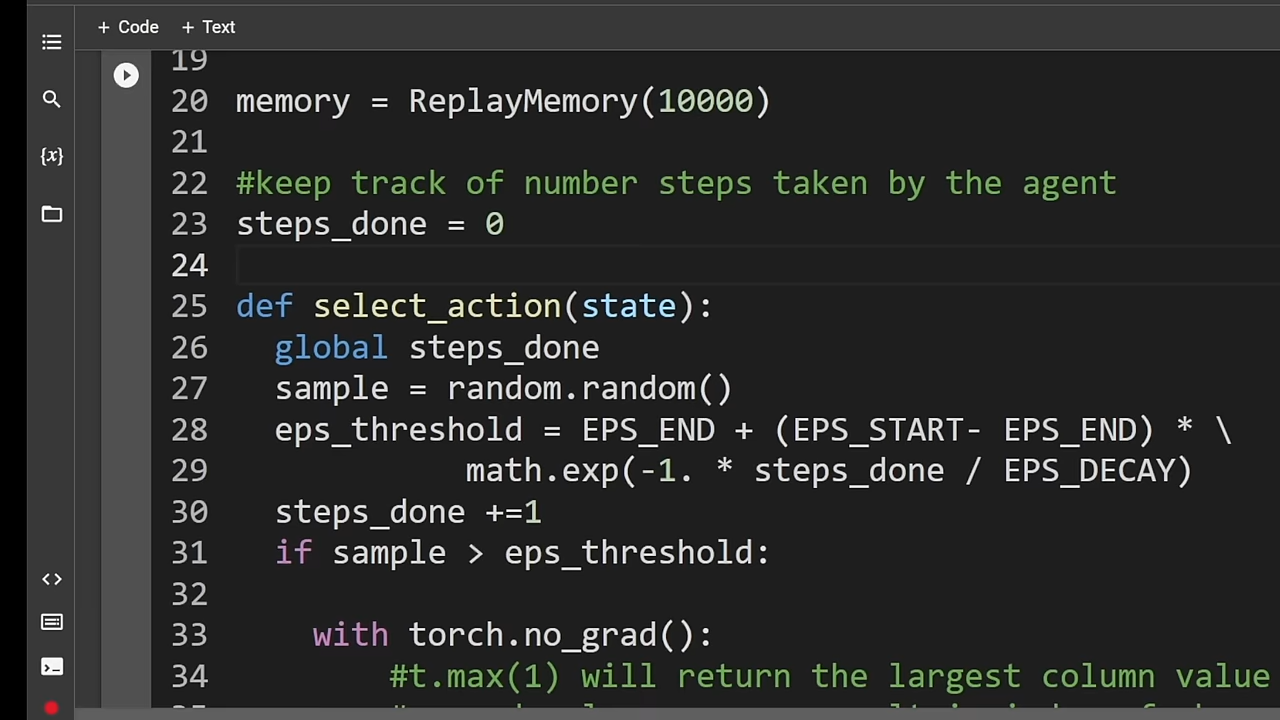 + Code + Text
19
20 memory = ReplayMemory(10000)
21
22 #keep track of number steps taken by the agent
23 steps_done = 0
24
25 def select_action(state):
26 global steps_done
27 sample = random.random()
28 eps_threshold = EPS_END + (EPS_START- EPS_END) * \
29 math.exp(-1. * steps_done / EPS_DECAY)
30 steps_done +=1
31 if sample > eps_threshold:
32
33 with torch.no_grad():
34 #t.max(1) will return the largest column value